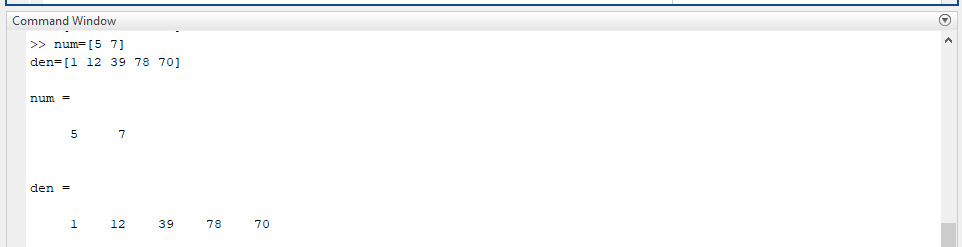 Command Window
>> num=[5 7]
den=[1 12 39 78 70]
num =
5 7
den =
1 12 39 78 70